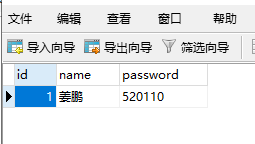 文件 编辑 查看 窗口 帮助
导入向导 导出向导 筛选向导
id name password
1 姜鹏 520110